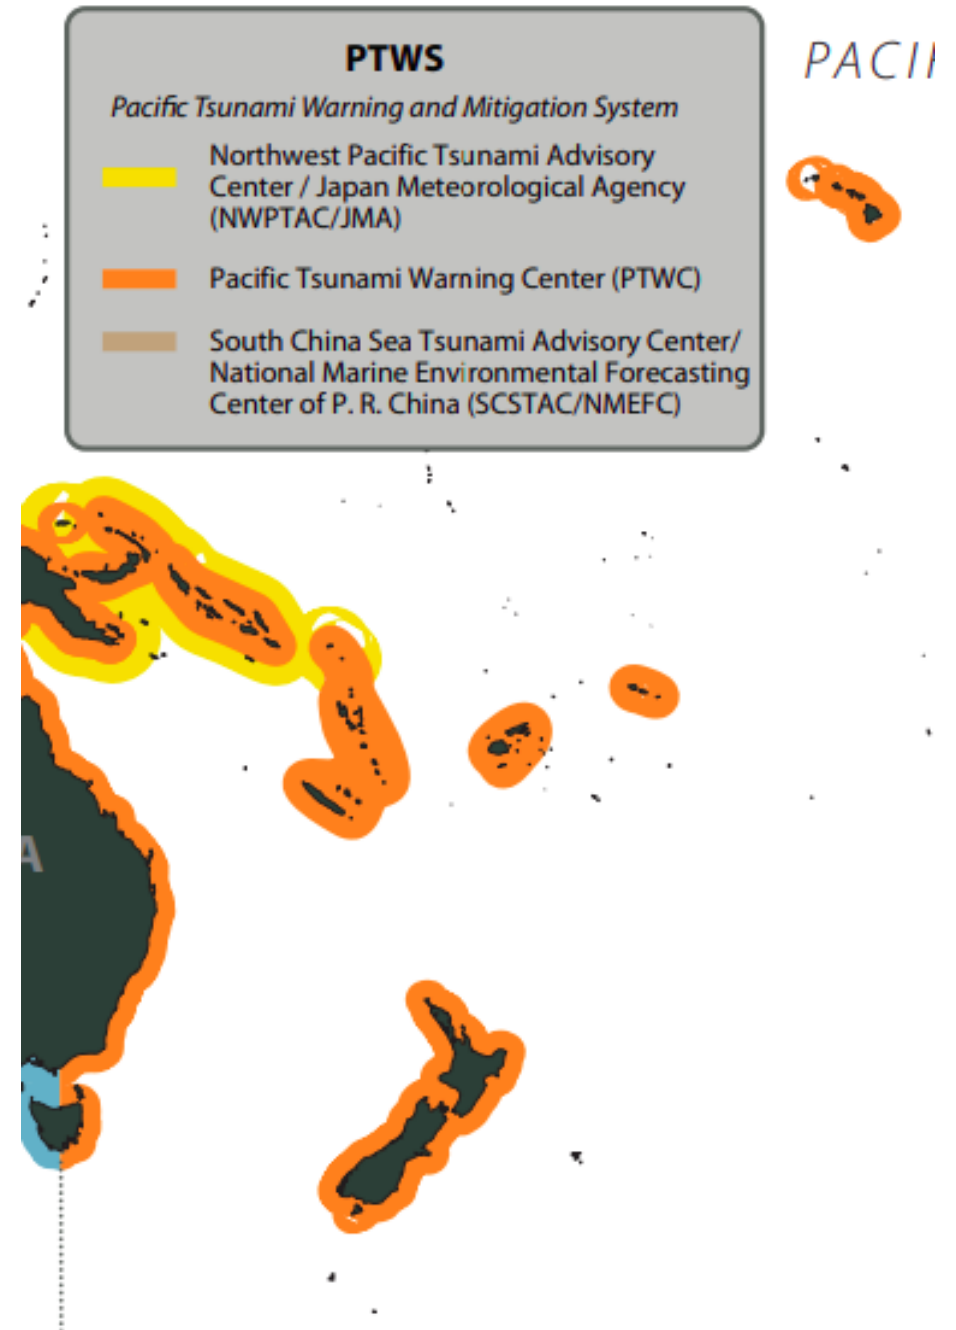 PTWS
Pacific Tsunami Warning and Mitigation System
Northwest Pacific Tsunami Advisory
Center / Japan Meteorological Agency
(NWPTAC/JMA)
Pacific Tsunami Warning Center (PTWC)
South China Sea Tsunami Advisory Center/
National Marine Environmental Forecasting
Center of P. R. China (SCSTAC/NMEFC)
PACI
A